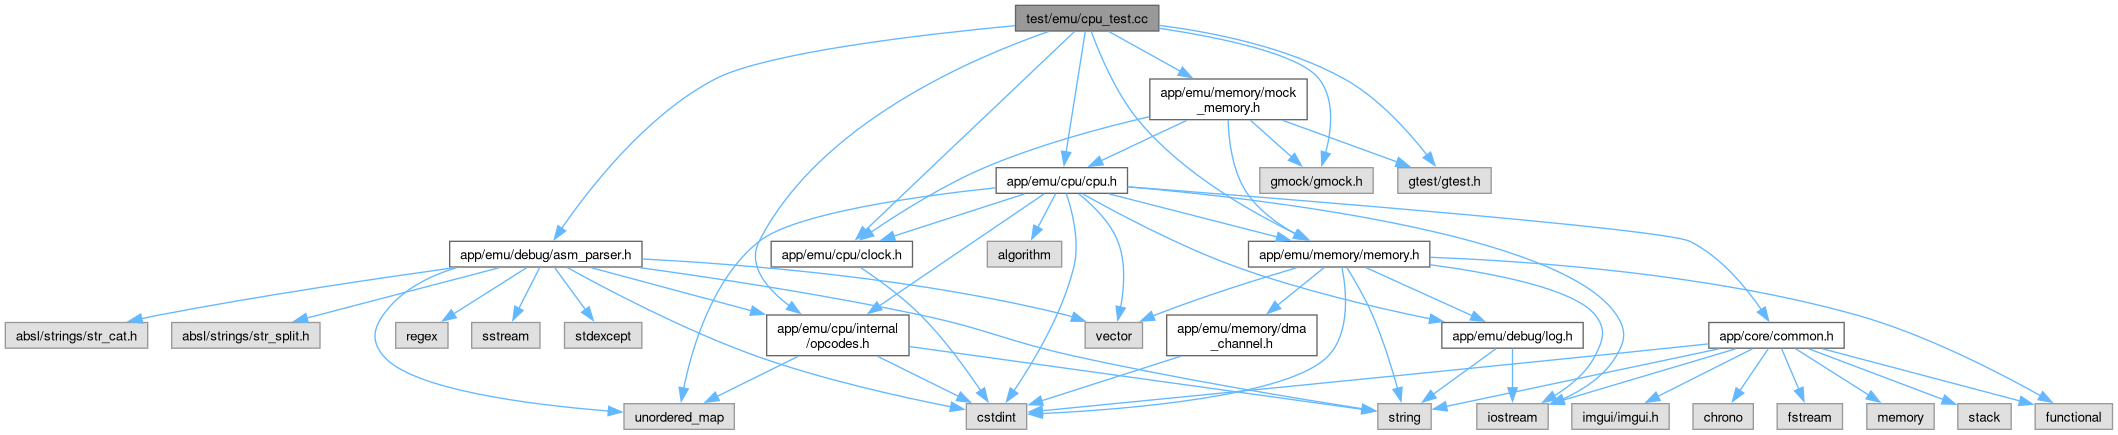 test/emu/cpu_test.cc
app/emu/memory/mock
_memory.h
app/emu/cpu/cpu.h
gmock/gmock.h
gtest/gtest.h
app/emu/debug/asm_parser.h
app/emu/cpu/clock.h
algorithm
app/emu/memory/memory.h
absl/strings/str_cat.h
absl/strings/str_split.h
regex
sstream
stdexcept
app/emu/cpu/internal
/opcodes.h
vector
app/emu/memory/dma
_channel.h
app/emu/debug/log.h
app/core/common.h
unordered_map
cstdint
string
iostream
imgui/imgui.h
chrono
fstream
memory
stack
functional